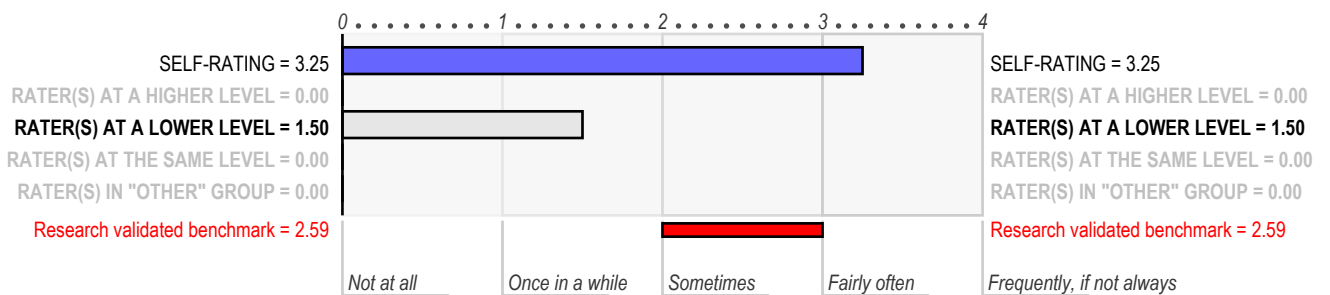 0 1 2 3 4
SELF-RATING = 3.25 SELF-RATING = 3.25
RATER(S) AT A HIGHER LEVEL = 0.00 RATER(S) AT A HIGHER LEVEL = 0.00
RATER(S) AT A LOWER LEVEL = 1.50 RATER(S) AT A LOWER LEVEL = 1.50
RATER(S) AT THE SAME LEVEL = 0.00 RATER(S) AT THE SAME LEVEL = 0.00
RATER(S) IN "OTHER" GROUP = 0.00 RATER(S) IN "OTHER" GROUP = 0.00
Research validated benchmark = 2.59 Research validated benchmark = 2.59
Not at all Once in a while Sometimes Fairly often Frequently, if not always